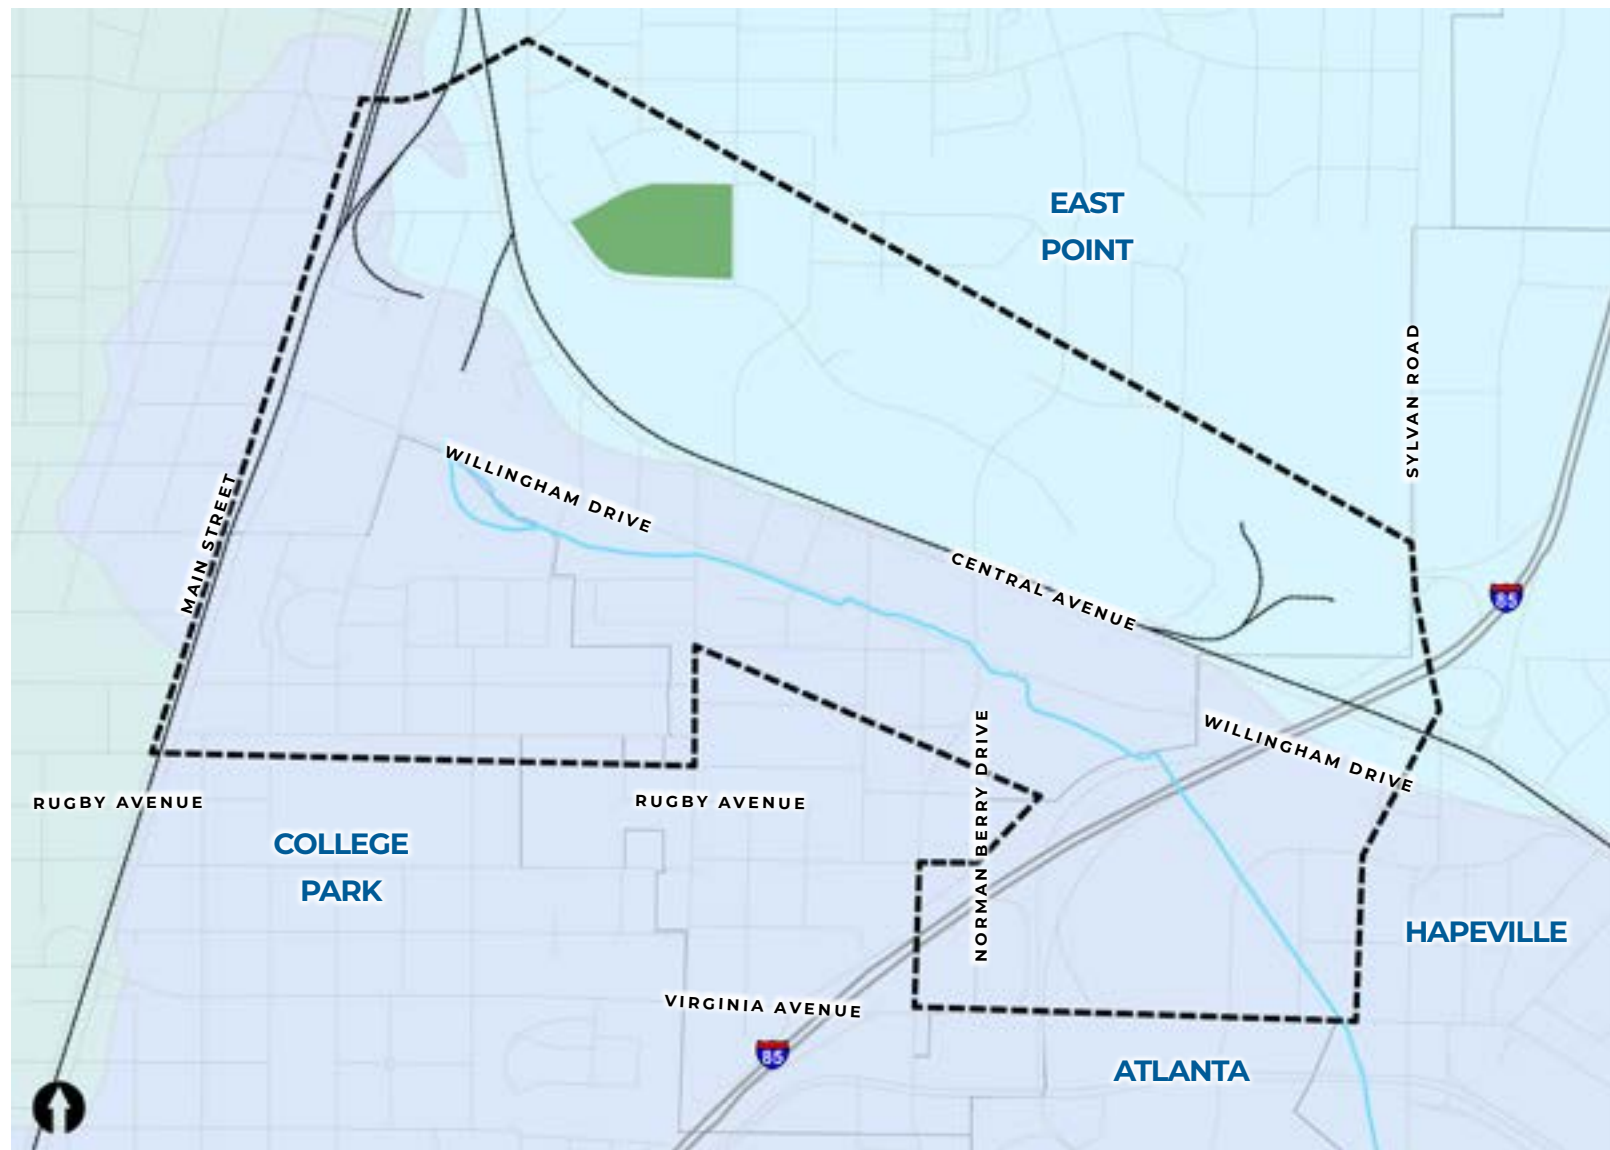 EAST
POINT
SYLVAN ROAD
WILLINGHAM DRIVE
MAIN STREET
CENTRAL AVENUE
85
WILLINGHAM DRIVE
NORMAN BERRY DRIVE
RUGBY AVENUE
RUGBY AVENUE
COLLEGE
PARK
HAPEVILLE
VIRGINIA AVENUE
85
ATLANTA